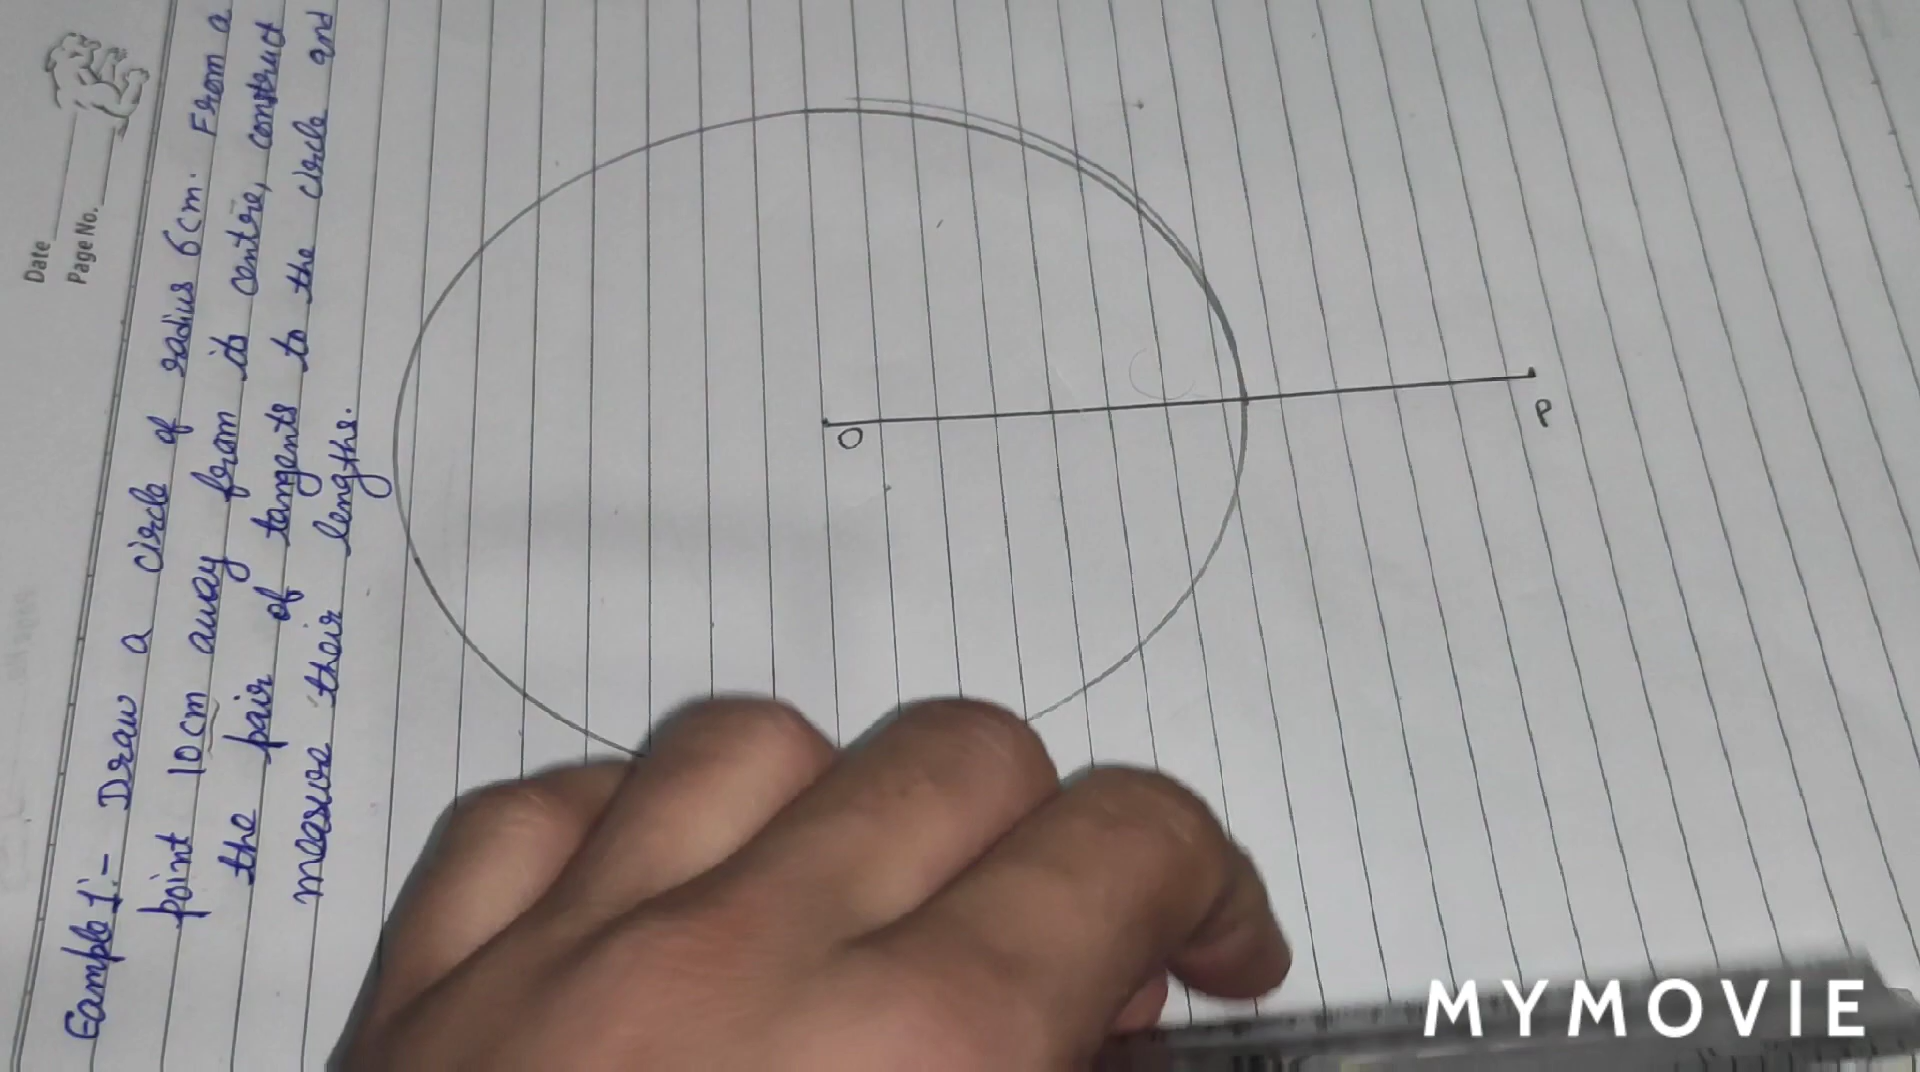 Date
Page No.
Eample 1:- Draw a circle of radius 6cm. From a
point 10cm away from its centre, construct
the pair of tangents to the circle and
measure their lengths.
O
P
MYMOVIE